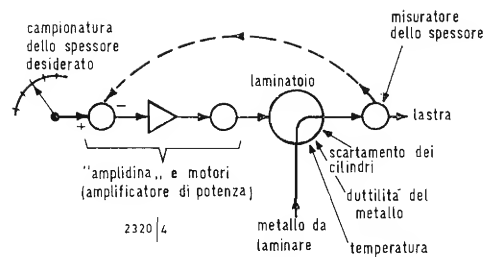 campionatura
dello spessore
desiderato
misuratore
dello spessore
laminatoio
+
−
lastra
"amplidina„ e motori
(amplificatore di potenza)
scartamento dei
cilindri
duttilità del
metallo
metallo da
laminare
temperatura
2320/4